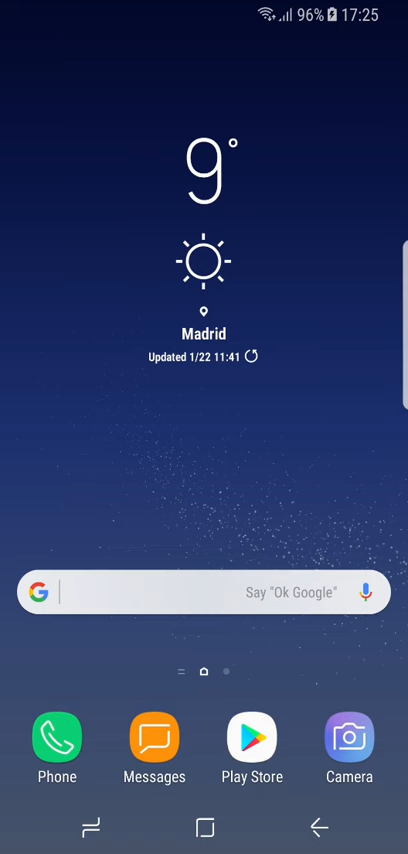 96% 17:25
9°
Madrid
Updated 1/22 11:41
Say "Ok Google"
Phone Messages Play Store Camera